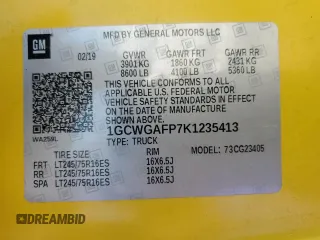 GM
MFD BY GENERAL MOTORS LLC
02/19
GVWR GAWR FRT GAWR RR
3901 KG 1860 KG 2431 KG
8600 LB 4100 LB 5360 LB
THIS VEHICLE CONFORMS TO ALL APPLICABLE
U.S. FEDERAL MOTOR VEHICLE SAFETY
STANDARDS IN EFFECT ON THE DATE OF
MANUFACTURE SHOWN ABOVE.
1GCWGAFP7K1235413
TYPE: TRUCK MODEL: 73CG23405
TIRE SIZE RIM
FRT LT245/75R16ES 16X6.5J
RR LT245/75R16ES 16X6.5J
SPA LT245/75R16ES 16X6.5J
DREAMBID